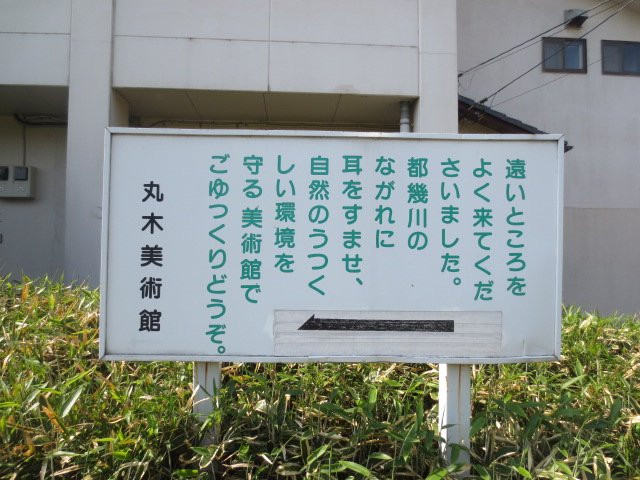 遠いところを
よく来てくだ
さいました。
都幾川の
ながれに
耳をすませ、
自然のうつく
しい環境を
守る美術館で
ごゆっくりどうぞ。
丸木美術館